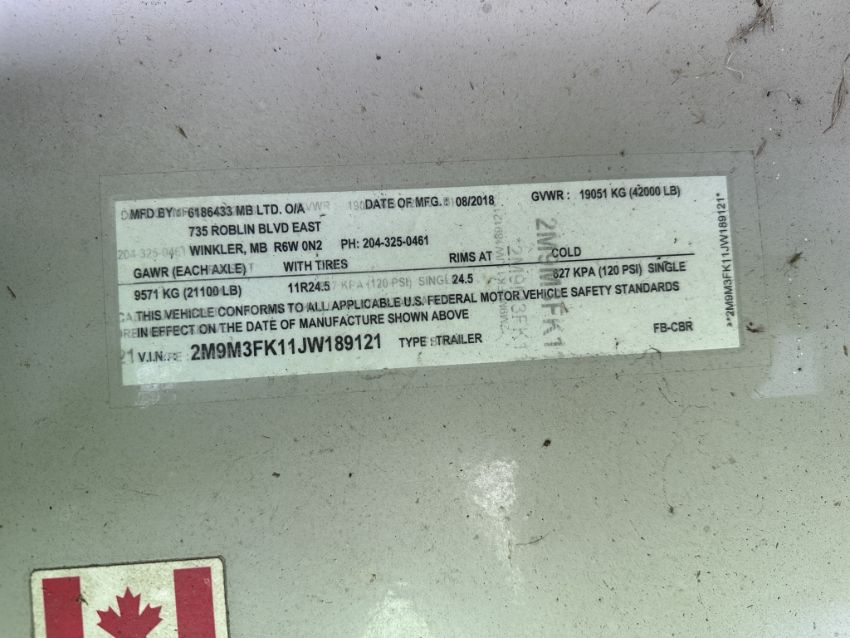 MFD BY: 6186433 MB LTD. O/A DATE OF MFG. 08/2018 GVWR : 19051 KG (42000 LB)
735 ROBLIN BLVD EAST
WINKLER, MB R6W 0N2 PH: 204-325-0461
GAWR (EACH AXLE) WITH TIRES RIMS AT COLD
9571 KG (21100 LB) 11R24.5 24.5 827 KPA (120 PSI) SINGLE
THIS VEHICLE CONFORMS TO ALL APPLICABLE U.S. FEDERAL MOTOR VEHICLE SAFETY STANDARDS
IN EFFECT ON THE DATE OF MANUFACTURE SHOWN ABOVE
FB-CBR
V.I.N. 2M9M3FK11JW189121 TYPE : TRAILER
**2M9M3FK11JW189121*